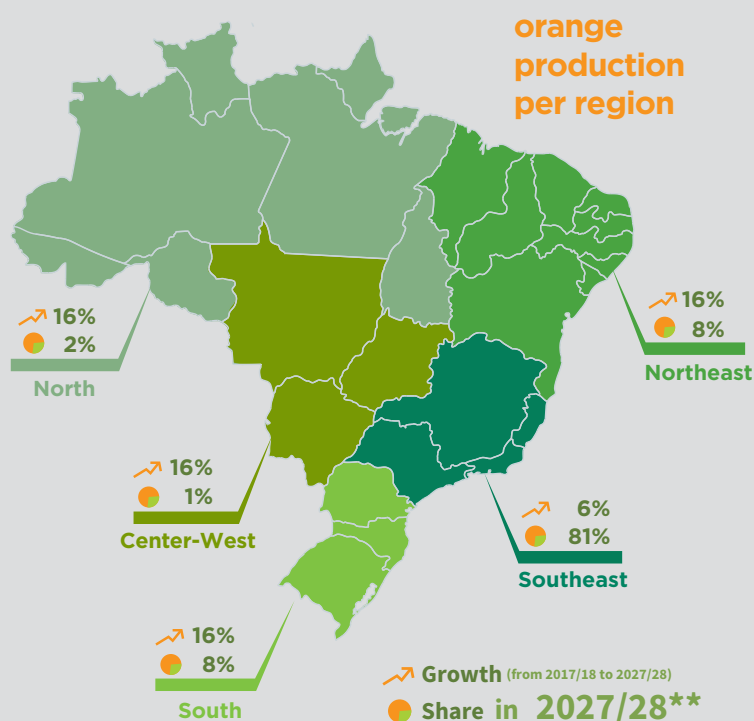 orange
production
per region
16%
2%
North
16%
8%
Northeast
16%
1%
Center-West
6%
81%
Southeast
16%
8%
South
Growth (from 2017/18 to 2027/28)
Share in 2027/28**